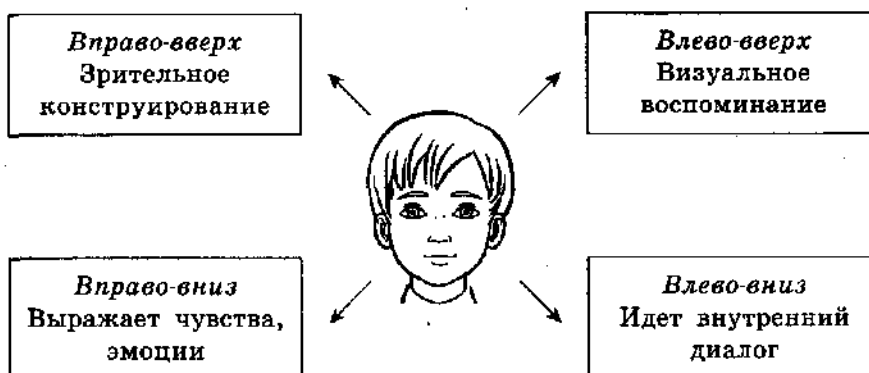 Вправо-вверх
Зрительное
конструирование
Влево-вверх
Визуальное
воспоминание
Вправо-вниз
Выражает чувства,
эмоции
Влево-вниз
Идет внутренний
диалог